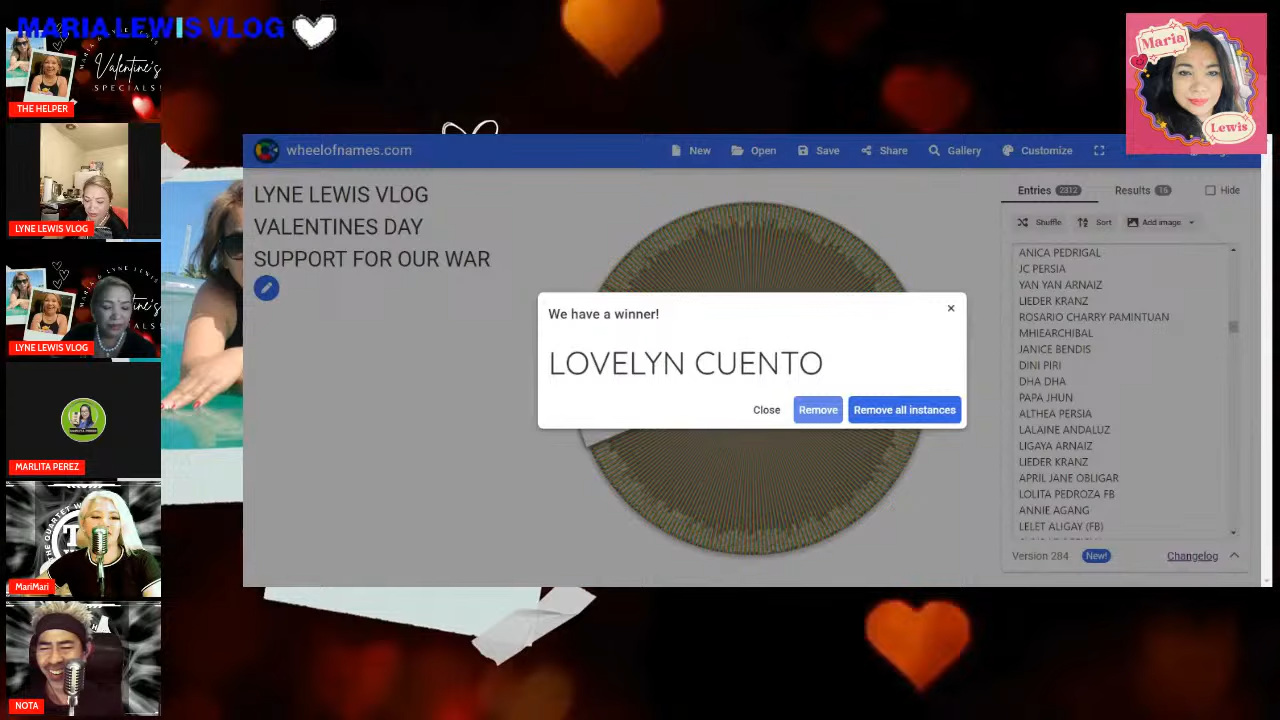 MARIA LEWIS VLOG
Valentine's
SPECIALS!
THE HELPER
LYNE LEWIS VLOG
LYNE LEWIS VLOG
MARLITA PEREZ
MariMari
NOTA
Maria
Lewis
wheelofnames.com
New
Open
Save
Share
Gallery
Customize
LYNE LEWIS VLOG
VALENTINES DAY
SUPPORT FOR OUR WAR
We have a winner!
LOVELYN CUENTO
Close
Remove
Remove all instances
Entries 2312
Results 16
Hide
Shuffle
Sort
Add image
ANICA PEDRIGAL
JC PERSIA
YAN YAN ARNAIZ
LIEDER KRANZ
ROSARIO CHARRY PAMINTUAN
MHIEARCHIBAL
JANICE BENDIS
DINI PIRI
DHA DHA
PAPA JHUN
ALTHEA PERSIA
LALAINE ANDALUZ
LIGAYA ARNAIZ
LIEDER KRANZ
APRIL JANE OBLIGAR
LOLITA PEDROZA FB
ANNIE AGANG
LELET ALIGAY (FB)
Version 284
New!
Changelog